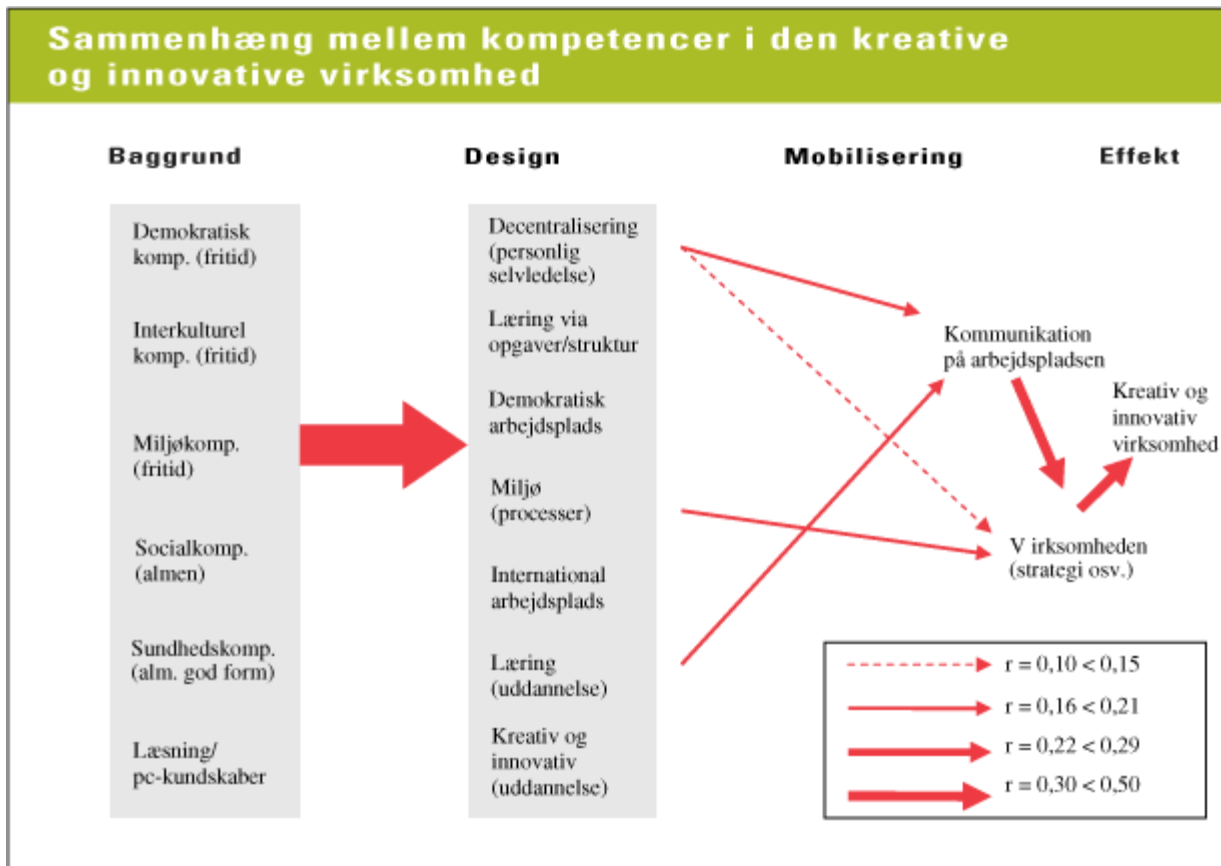 Sammenhæng mellem kompetencer i den kreative
og innovative virksomhed
Baggrund
Design
Mobilisering
Effekt
Demokratisk
komp. (fritid)
Interkulturel
komp. (fritid)
Miljøkomp.
(fritid)
Socialkomp.
(almen)
Sundhedskomp.
(alm. god form)
Læsning/
pc-kundskaber
Decentralisering
(personlig
selvledelse)
Læring via
opgaver/struktur
Demokratisk
arbejdsplads
Miljø
(processer)
International
arbejdsplads
Læring
(uddannelse)
Kreativ og
innovativ
(uddannelse)
Kommunikation
på arbejdspladsen
V irksomheden
(strategi osv.)
Kreativ og
innovativ
virksomhed
r = 0,10 < 0,15
r = 0,16 < 0,21
r = 0,22 < 0,29
r = 0,30 < 0,50